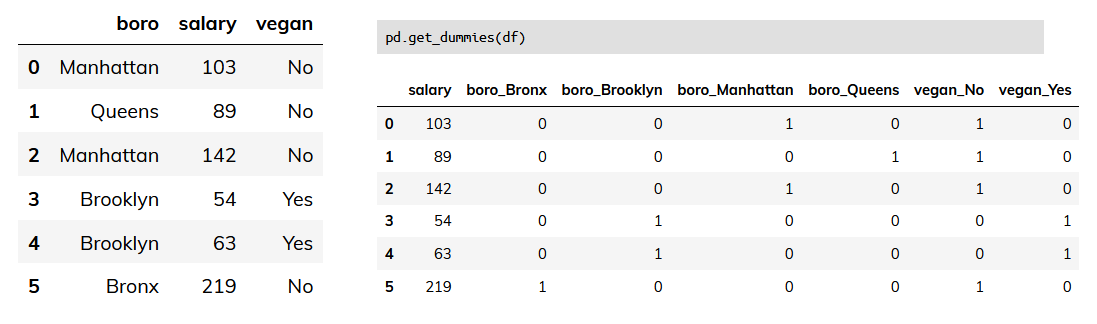 boro salary vegan
0 Manhattan 103 No
1 Queens 89 No
2 Manhattan 142 No
3 Brooklyn 54 Yes
4 Brooklyn 63 Yes
5 Bronx 219 No
pd.get_dummies(df)
salary boro_Bronx boro_Brooklyn boro_Manhattan boro_Queens vegan_No vegan_Yes
0 103 0 0 1 0 1 0
1 89 0 0 0 1 1 0
2 142 0 0 1 0 1 0
3 54 0 1 0 0 0 1
4 63 0 1 0 0 0 1
5 219 1 0 0 0 1 0